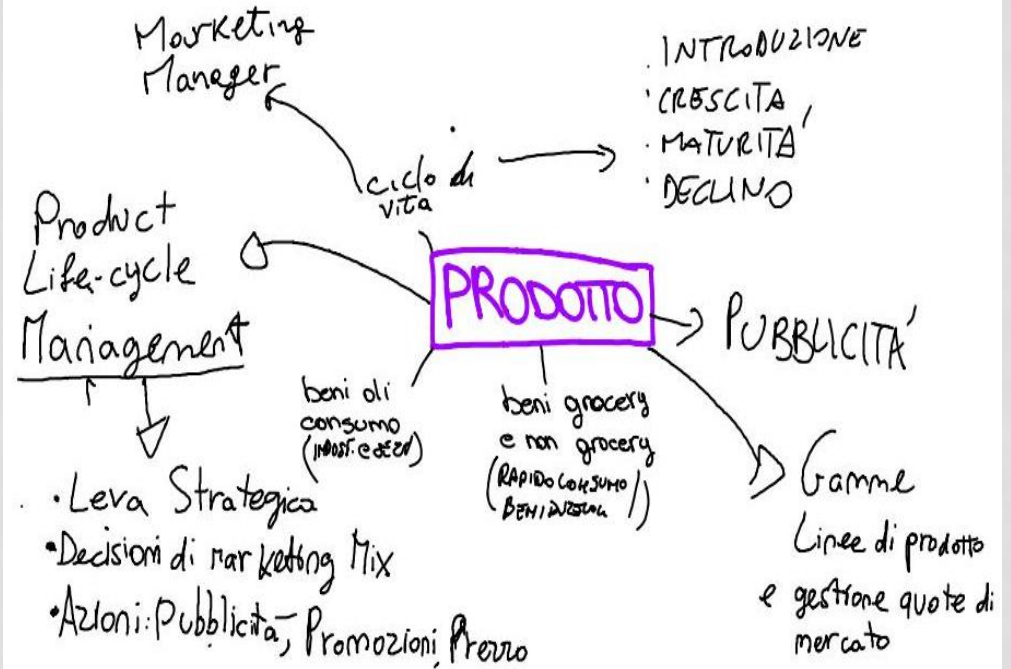 Marketing
Manager
. INTRODUZIONE
· CRESCITA
· MATURITÀ
· DECLINO
ciclo di
vita
Product
Life-cycle
Management
PRODOTTO
PUBBLICITÀ
beni di
consumo
beni grocery
e non grocery
(RAPIDO CONSUMO
BENI
· Leva Strategica
• Decisioni di marketing Mix
• Azioni: Pubblicità, Promozioni, Prezzo
Gamme
Linee di prodotto
e gestione quote di
mercato